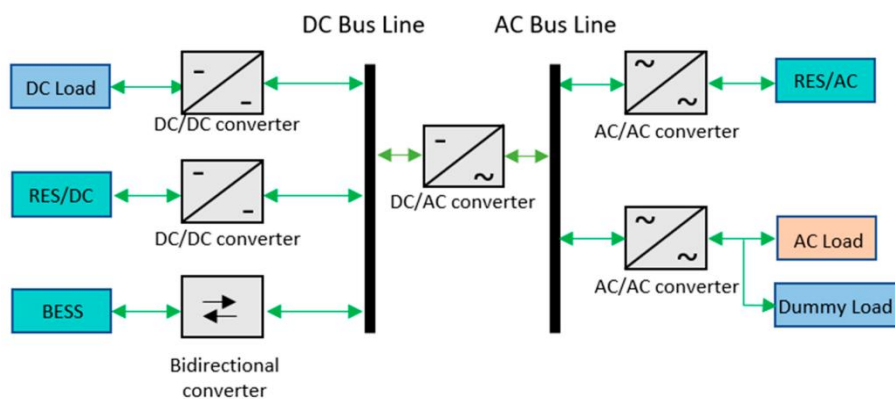 DC Bus Line
AC Bus Line
DC Load
-
-
DC/DC converter
~
~
AC/AC converter
RES/AC
RES/DC
-
-
DC/DC converter
-
~
DC/AC converter
BESS
Bidirectional
converter
~
~
AC/AC converter
AC Load
Dummy Load